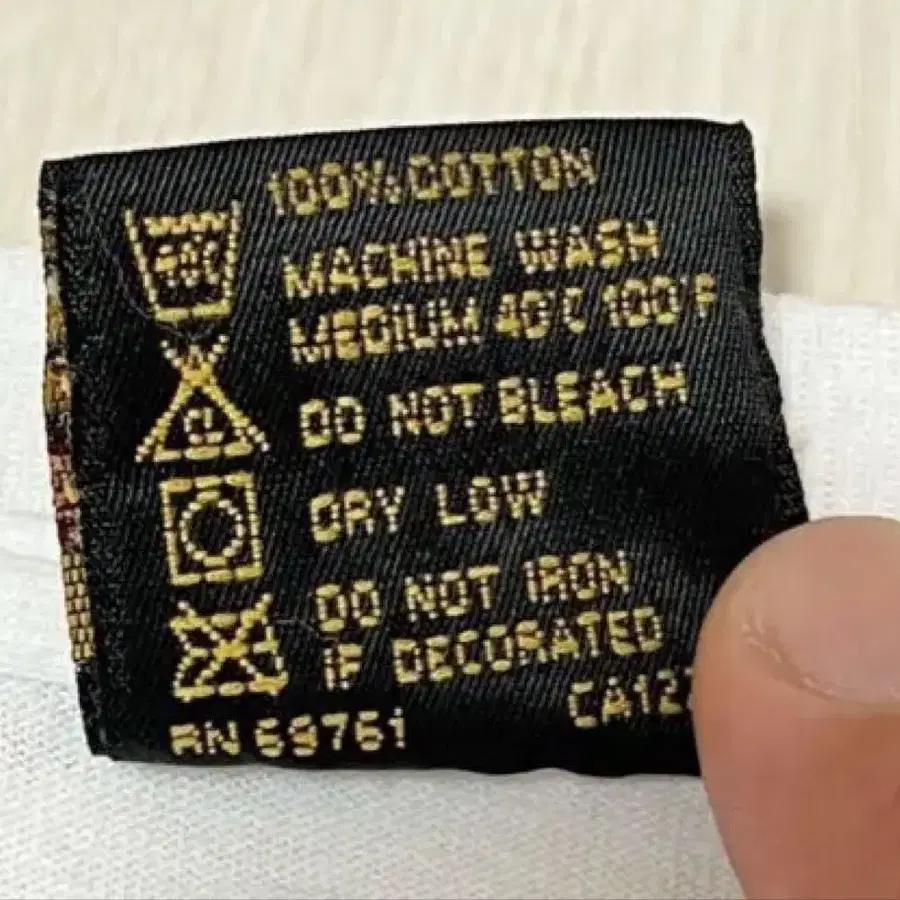 100% COTTON
MACHINE WASH
MEDIUM 40°C 100°F
CL
DO NOT BLEACH
DRY LOW
DO NOT IRON
IF DECORATED
RN 69761